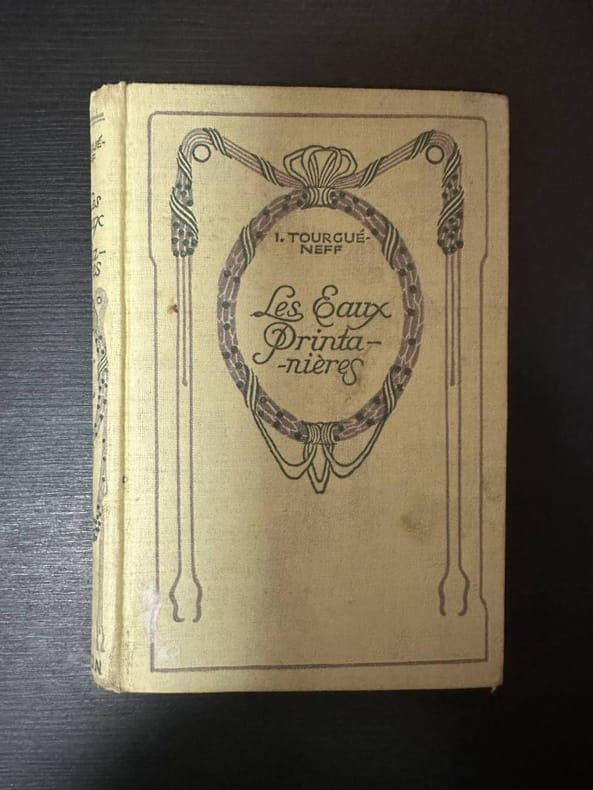 I. TOURGUÉ-
NEFF
Les Eaux
Printa-
-nières